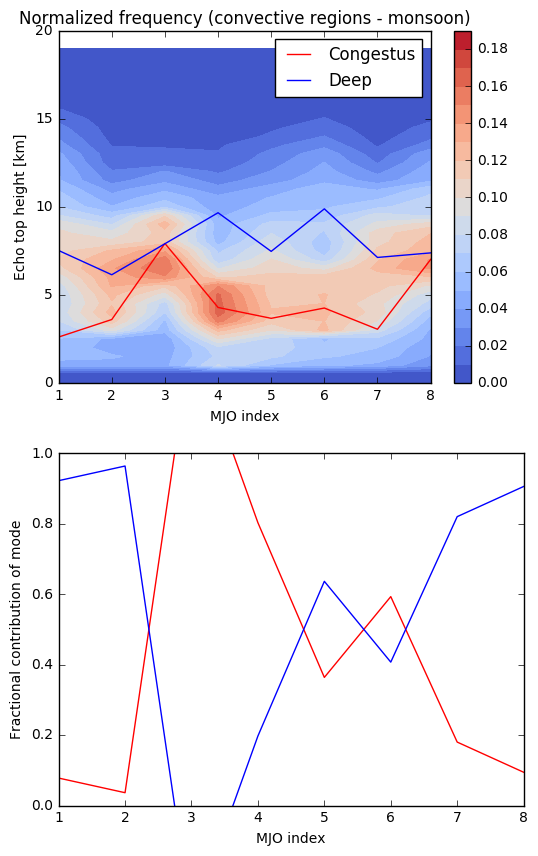 Normalized frequency (convective regions - monsoon)
Echo top height [km]
20
15
10
5
0
Congestus
Deep
1 2 3 4 5 6 7 8
MJO index
0.18
0.16
0.14
0.12
0.10
0.08
0.06
0.04
0.02
0.00
Fractional contribution of mode
1.0
0.8
0.6
0.4
0.2
0.0
1 2 3 4 5 6 7 8
MJO index